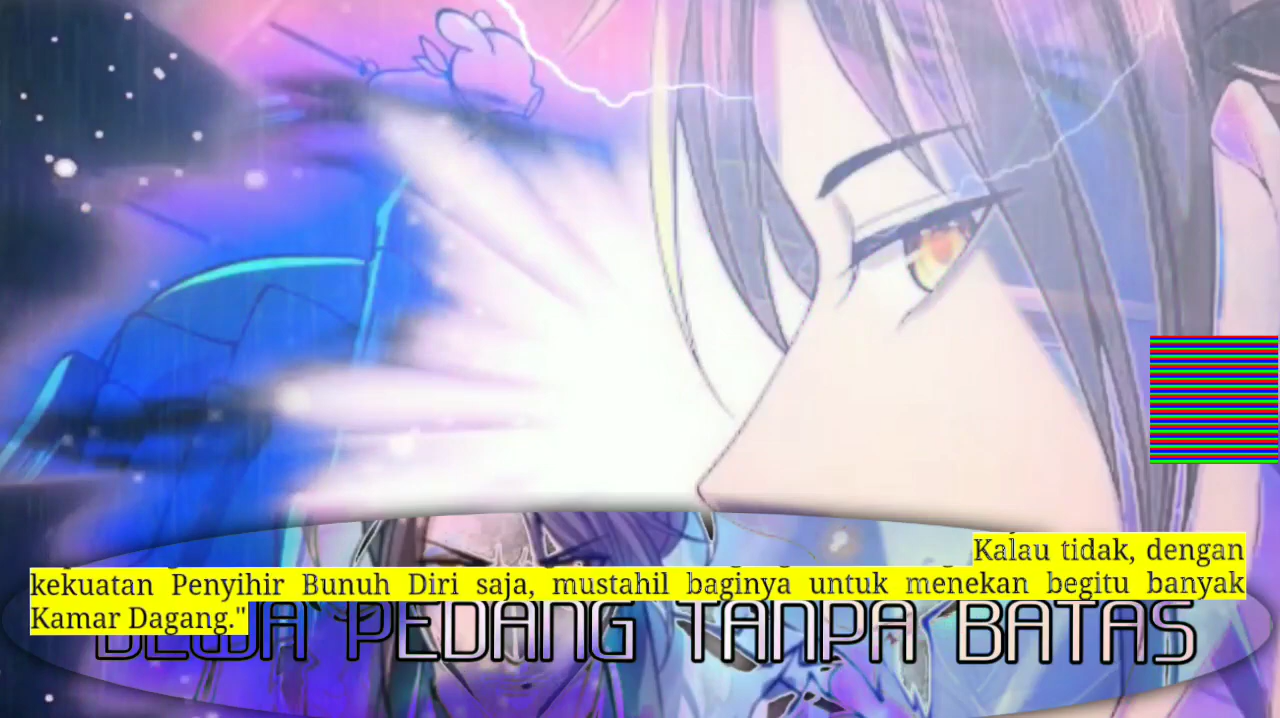 Kalau tidak, dengan
kekuatan Penyihir Bunuh Diri saja, mustahil baginya untuk menekan begitu banyak
Kamar Dagang."
DEWA PEDANG TANPA BATAS